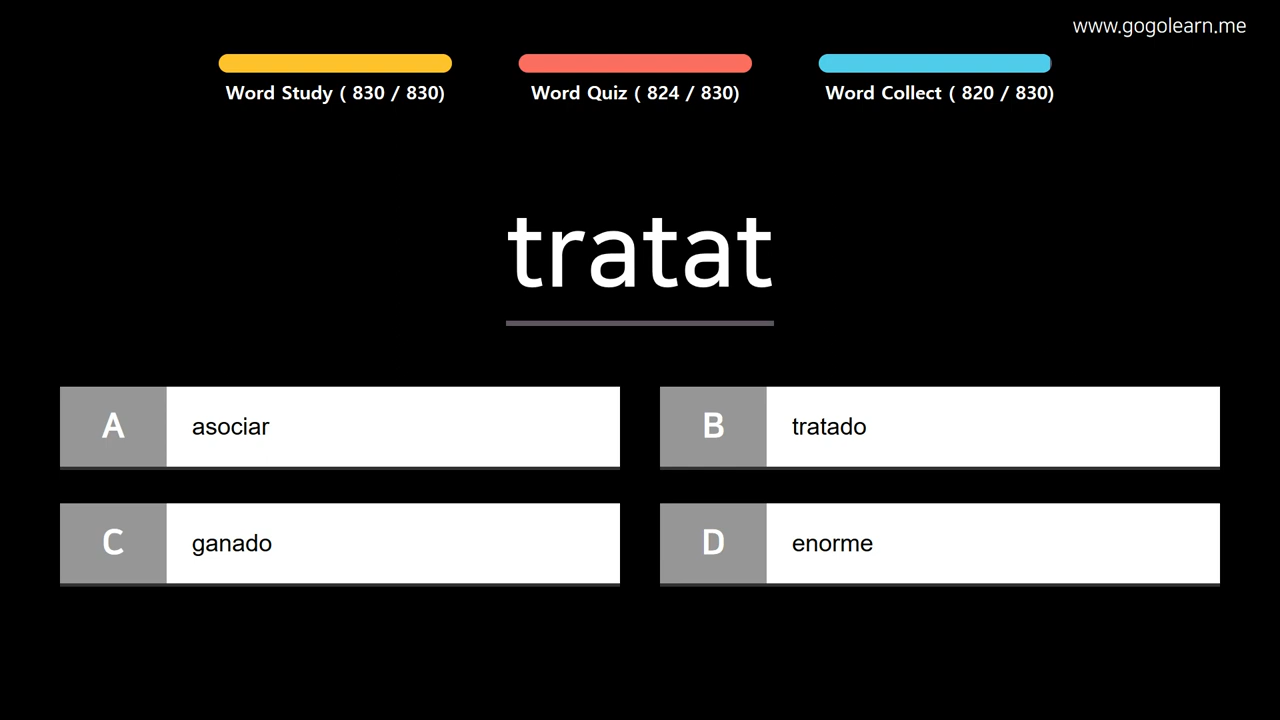 www.gogolearn.me
Word Study ( 830 / 830)
Word Quiz ( 824 / 830)
Word Collect ( 820 / 830)
tratat
A
asociar
B
tratado
C
ganado
D
enorme